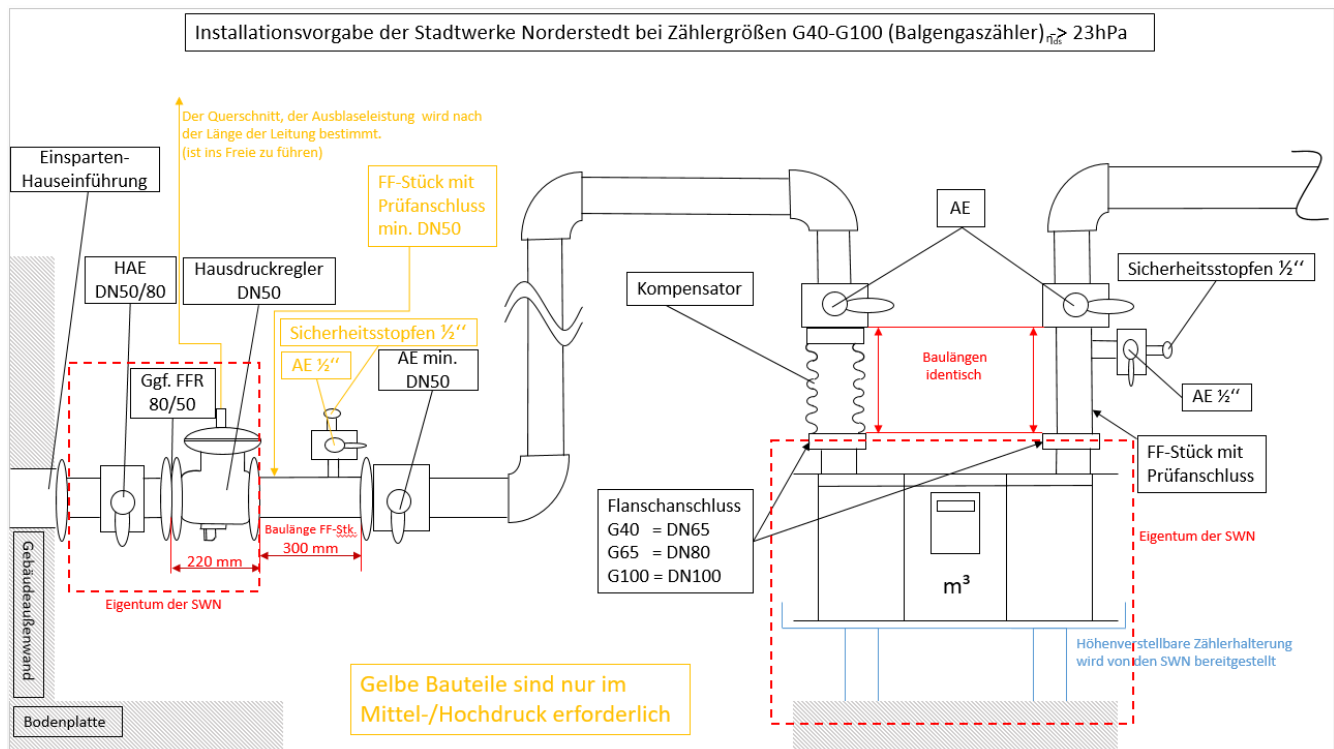 Installationsvorgabe der Stadtwerke Norderstedt bei Zählergrößen G40-G100 (Balgengaszähler) > 23hPa
Der Querschnitt, der Ausblaseleistung wird nach
der Länge der Leitung bestimmt.
(ist ins Freie zu führen)
Einsparten-
Hauseinführung
FF-Stück mit
Prüfanschluss
min. DN50
AE
HAE
DN50/80
Hausdruckregler
DN50
Kompensator
Sicherheitsstopfen ½‘‘
Sicherheitsstopfen ½‘‘
AE ½‘‘
AE min.
DN50
Ggf. FFR
80/50
Baulängen
identisch
AE ½‘‘
FF-Stück mit
Prüfanschluss
Flanschanschluss
G40 = DN65
G65 = DN80
G100 = DN100
Baulänge FF-Stk.
300 mm
220 mm
Eigentum der SWN
Eigentum der SWN
m³
Gebäudeaußenwand
Höhenverstellbare Zählerhalterung
wird von den SWN bereitgestellt
Gelbe Bauteile sind nur im
Mittel-/Hochdruck erforderlich
Bodenplatte